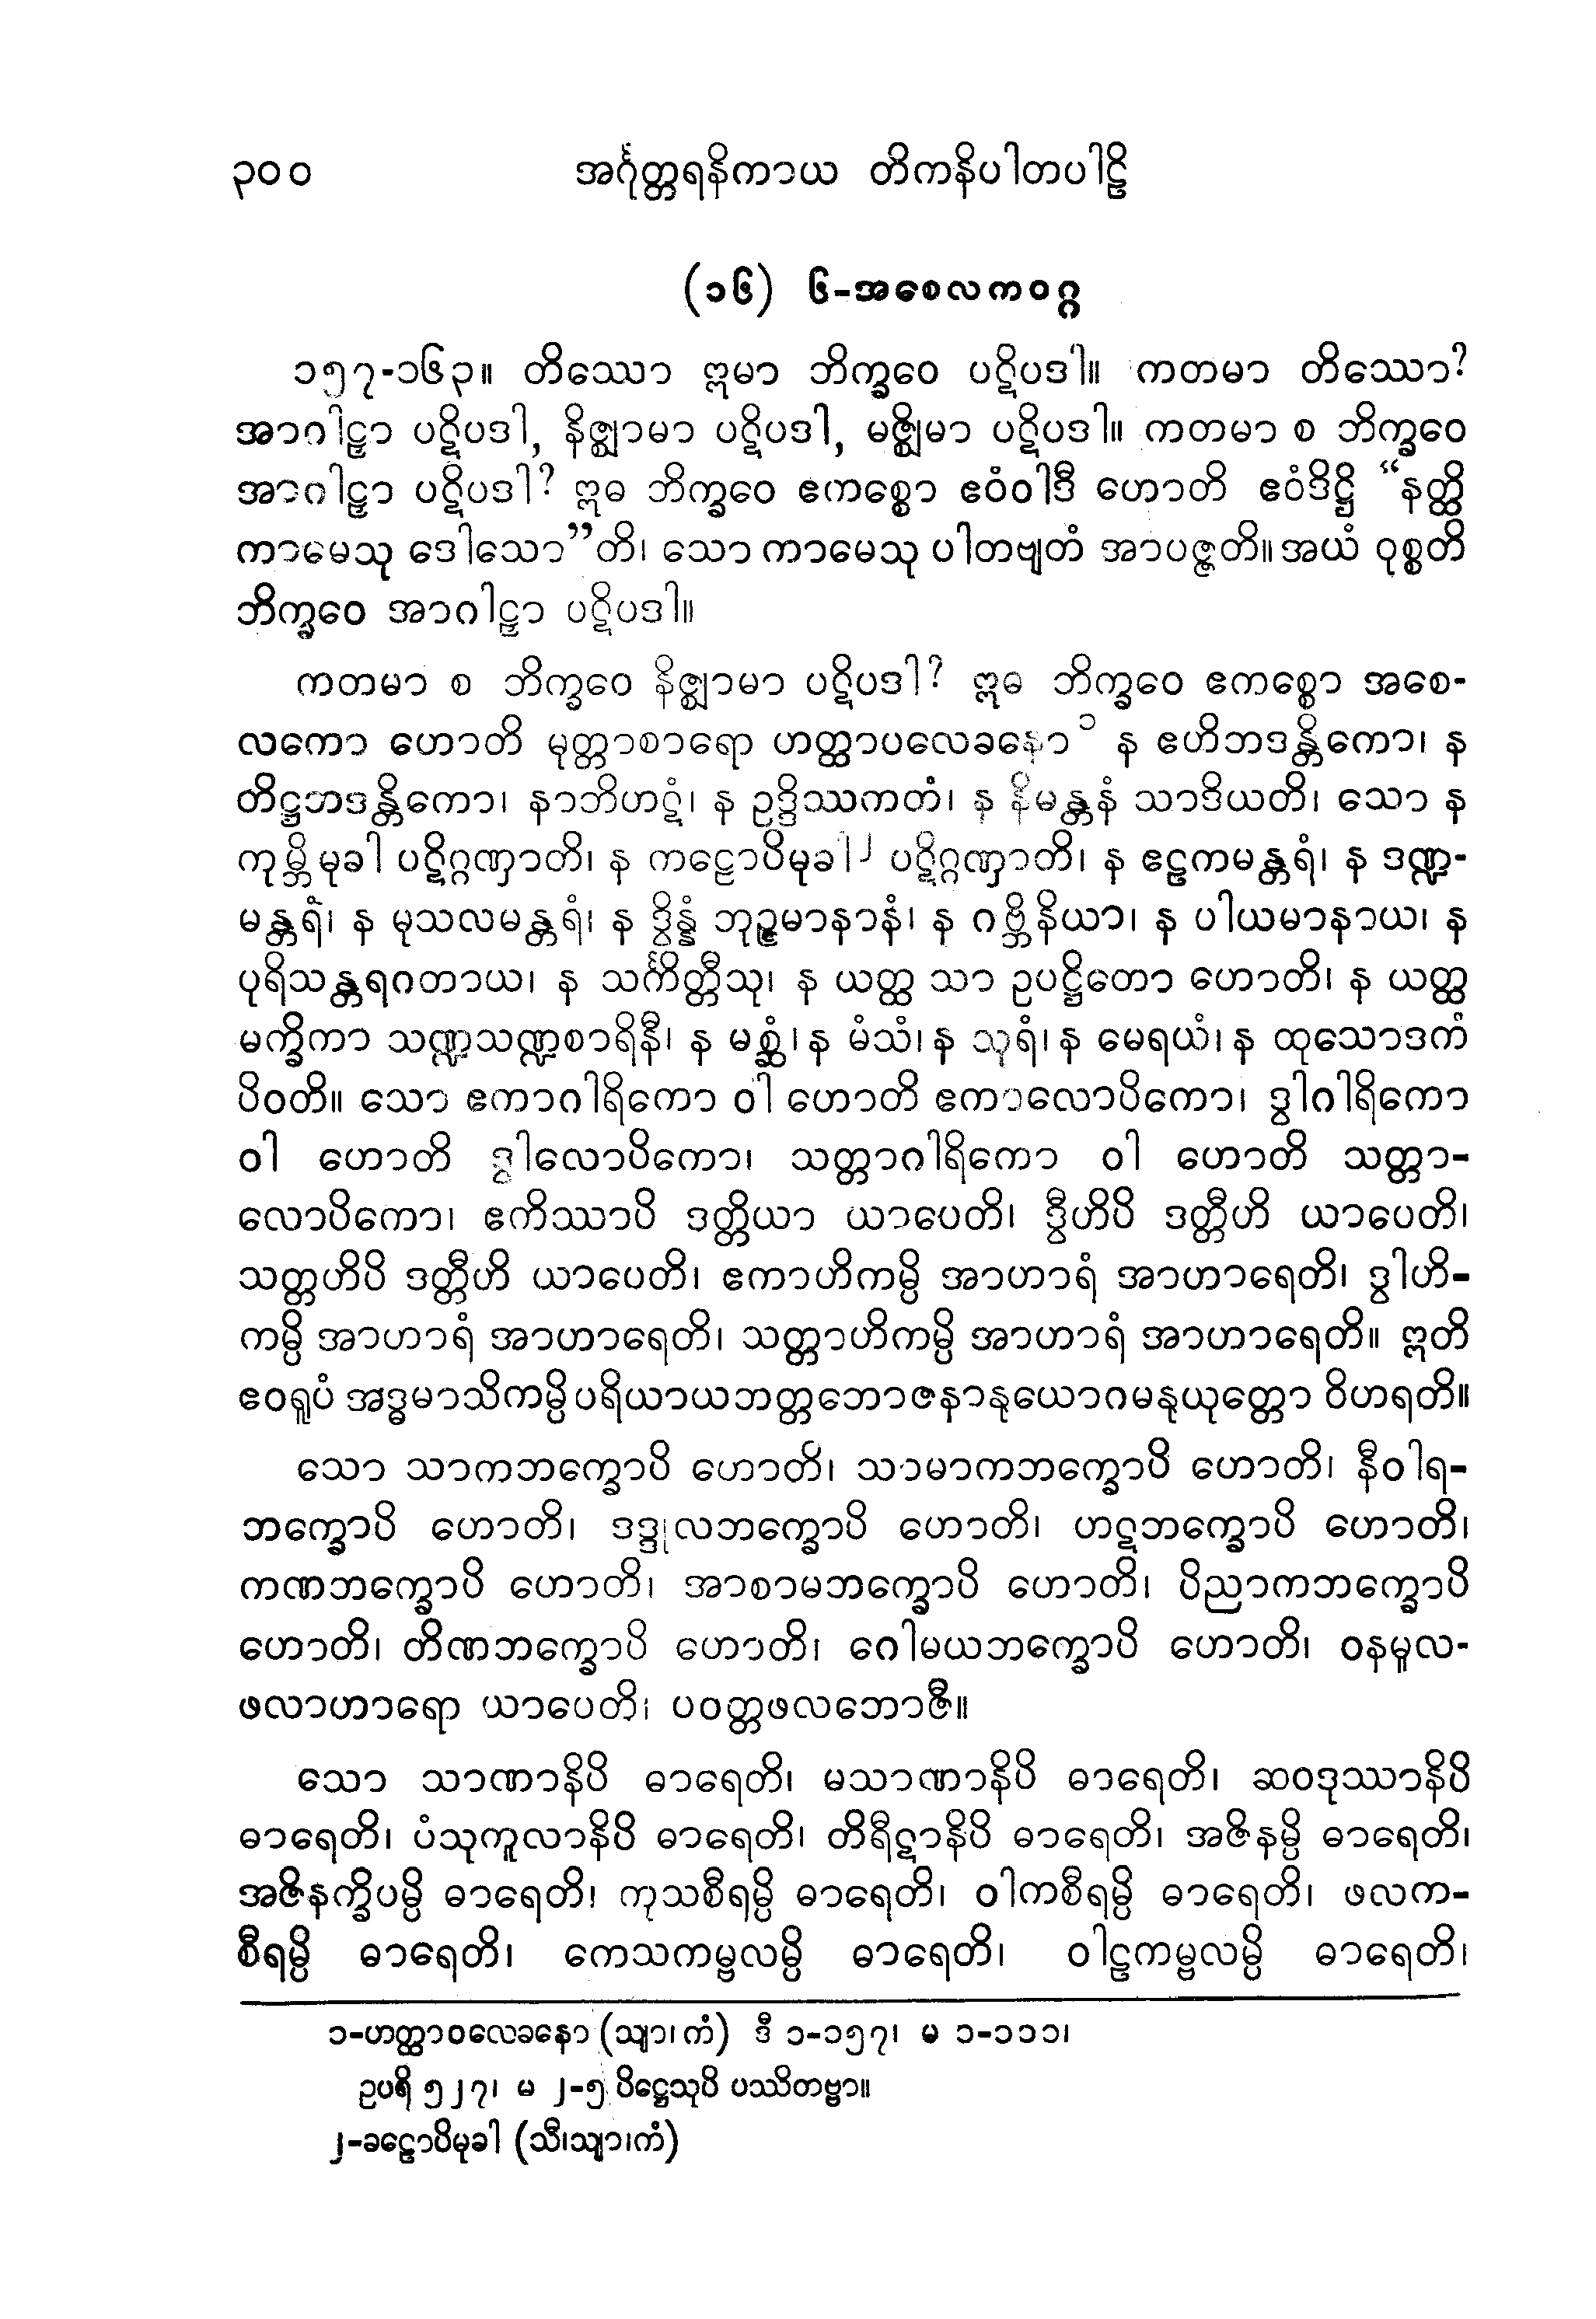 ၃၀၀ အင်္ဂုတ္တရနိကာယ တိကနိပါတပါဠိ
(၁၆) ၆-အစေလကဝဂ္ဂ
၁၅၇-၁၆၃။ တိဿော ဣမာ ဘိက္ခဝေ ပဋိပဒါ။ ကတမာ တိဿော?
အာဂါဠှာ ပဋိပဒါ, နိဇ္ဈာမာ ပဋိပဒါ, မဇ္ဈိမာ ပဋိပဒါ။ ကတမာ စ ဘိက္ခဝေ
အာဂါဠှာ ပဋိပဒါ? ဣဓ ဘိက္ခဝေ ဧကစ္စော ဧဝံဝါဒီ ဟောတိ ဧဝံဒိဋ္ဌိ “နတ္ထိ
ကာမေသု ဒေါသော”တိ၊ သော ကာမေသု ပါတဗျတံ အာပဇ္ဇတိ။ အယံ ဝုစ္စတိ
ဘိက္ခဝေ အာဂါဠှာ ပဋိပဒါ။
ကတမာ စ ဘိက္ခဝေ နိဇ္ဈာမာ ပဋိပဒါ? ဣဓ ဘိက္ခဝေ ဧကစ္စော အစေ-
လကော ဟောတိ မုတ္တာစာရော ဟတ္ထာပလေခနော ၁ န ဧဟိဘဒန္တိကော၊ န
တိဋ္ဌဘဒန္တိကော၊ နာဘိဟဋံ၊ န ဥဒ္ဒိဿကတံ၊ န နိမန္တနံ သာဒိယတိ၊ သော န
ကုမ္ဘိမုခါ ပဋိဂ္ဂဏှာတိ၊ န ကဠောပိမုခါ ၂ ပဋိဂ္ဂဏှာတိ၊ န ဧဠကမန္တရံ၊ န ဒဏ္ဍ-
မန္တရံ၊ န မုသလမန္တရံ၊ န ဒွိန္နံ ဘုဉ္ဇမာနာနံ၊ န ဂဗ္ဘိနိယာ၊ န ပါယမာနာယ၊ န
ပုရိသန္တရဂတာယ၊ န သင်္ကိတ္တီသု၊ န ယတ္ထ သာ ဥပဋ္ဌိတော ဟောတိ၊ န ယတ္ထ
မက္ခိကာ သဏ္ဍသဏ္ဍစာရိနီ၊ န မစ္ဆံ၊ န မံသံ၊ န သုရံ၊ န မေရယံ၊ န ထုသောဒကံ
ပိဝတိ။ သော ဧကာဂါရိကော ဝါ ဟောတိ ဧကာလောပိကော၊ ဒွါဂါရိကော
ဝါ ဟောတိ ဒွါလောပိကော၊ သတ္တာဂါရိကော ဝါ ဟောတိ သတ္တာ-
လောပိကော၊ ဧကိဿာပိ ဒတ္တိယာ ယာပေတိ၊ ဒွီဟိပိ ဒတ္တီဟိ ယာပေတိ၊
သတ္တဟိပိ ဒတ္တီဟိ ယာပေတိ၊ ဧကာဟိကမ္ပိ အာဟာရံ အာဟာရေတိ၊ ဒွါဟိ-
ကမ္ပိ အာဟာရံ အာဟာရေတိ၊ သတ္တာဟိကမ္ပိ အာဟာရံ အာဟာရေတိ။ ဣတိ
ဧဝရူပံ အဒ္ဓမာသိကမ္ပိ ပရိယာယဘတ္တဘောဇနာနုယောဂမနုယုတ္တော ဝိဟရတိ။
သော သာကဘက္ခောပိ ဟောတိ၊ သာမာကဘက္ခောပိ ဟောတိ၊ နီဝါရ-
ဘက္ခောပိ ဟောတိ၊ ဒဒ္ဒုလဘက္ခောပိ ဟောတိ၊ ဟဋဘက္ခောပိ ဟောတိ၊
ကဏဘက္ခောပိ ဟောတိ၊ အာစာမဘက္ခောပိ ဟောတိ၊ ပိညာကဘက္ခောပိ
ဟောတိ၊ တိဏဘက္ခောပိ ဟောတိ၊ ဂေါမယဘက္ခောပိ ဟောတိ၊ ဝနမူလ-
ဖလာဟာရော ယာပေတိ၊ ပဝတ္တဖလဘောဇီ။
သော သာဏာနိပိ ဓာရေတိ၊ မသာဏာနိပိ ဓာရေတိ၊ ဆဝဒုဿာနိပိ
ဓာရေတိ၊ ပံသုကူလာနိပိ ဓာရေတိ၊ တိရီဋာနိပိ ဓာရေတိ၊ အဇိနမ္ပိ ဓာရေတိ၊
အဇိနက္ခိပမ္ပိ ဓာရေတိ၊ ကုသစီရမ္ပိ ဓာရေတိ၊ ဝါကစီရမ္ပိ ဓာရေတိ၊ ဖလက-
စီရမ္ပိ ဓာရေတိ၊ ကေသကမ္ဗလမ္ပိ ဓာရေတိ၊ ဝါဠကမ္ဗလမ္ပိ ဓာရေတိ၊
၁-ဟတ္ထာဝလေခနော (သျာ၊ကံ) ဒီ ၁-၁၅၇၊ မ ၁-၁၁၁၊
ဥပရိ ၅၂၇၊ မ ၂-၅ ပိဋ္ဌေသုပိ ပဿိတဗ္ဗာ။
၂-ခဠောပိမုခါ (သီ၊သျာ၊ကံ)